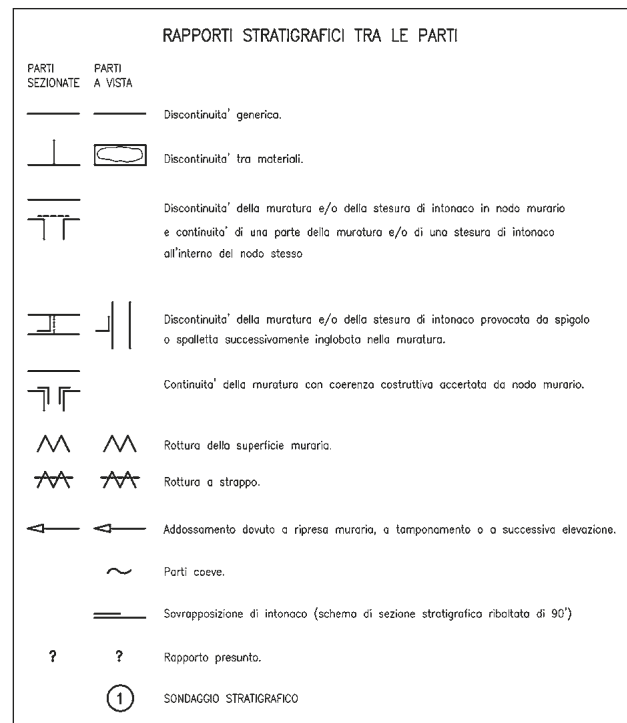 RAPPORTI STRATIGRAFICI TRA LE PARTI
PARTI SEZIONATE
PARTI A VISTA
Discontinuita' generica.
Discontinuita' tra materiali.
Discontinuita' della muratura e/o della stesura di intonaco in nodo murario
e continuita' di una parte della muratura e/o di una stesura di intonaco
all'interno del nodo stesso
Discontinuita' della muratura e/o della stesura di intonaco provocata da spigolo
o spalletta successivamente inglobata nella muratura.
Continuita' della muratura con coerenza costruttiva accertata da nodo murario.
Rottura della superficie muraria.
Rottura a strappo.
Addossamento dovuto a ripresa muraria, a tamponamento o a successiva elevazione.
Parti coeve.
Sovrapposizione di intonaco (schema di sezione stratigrafica ribaltata di 90')
? ? Rapporto presunto.
1 SONDAGGIO STRATIGRAFICO